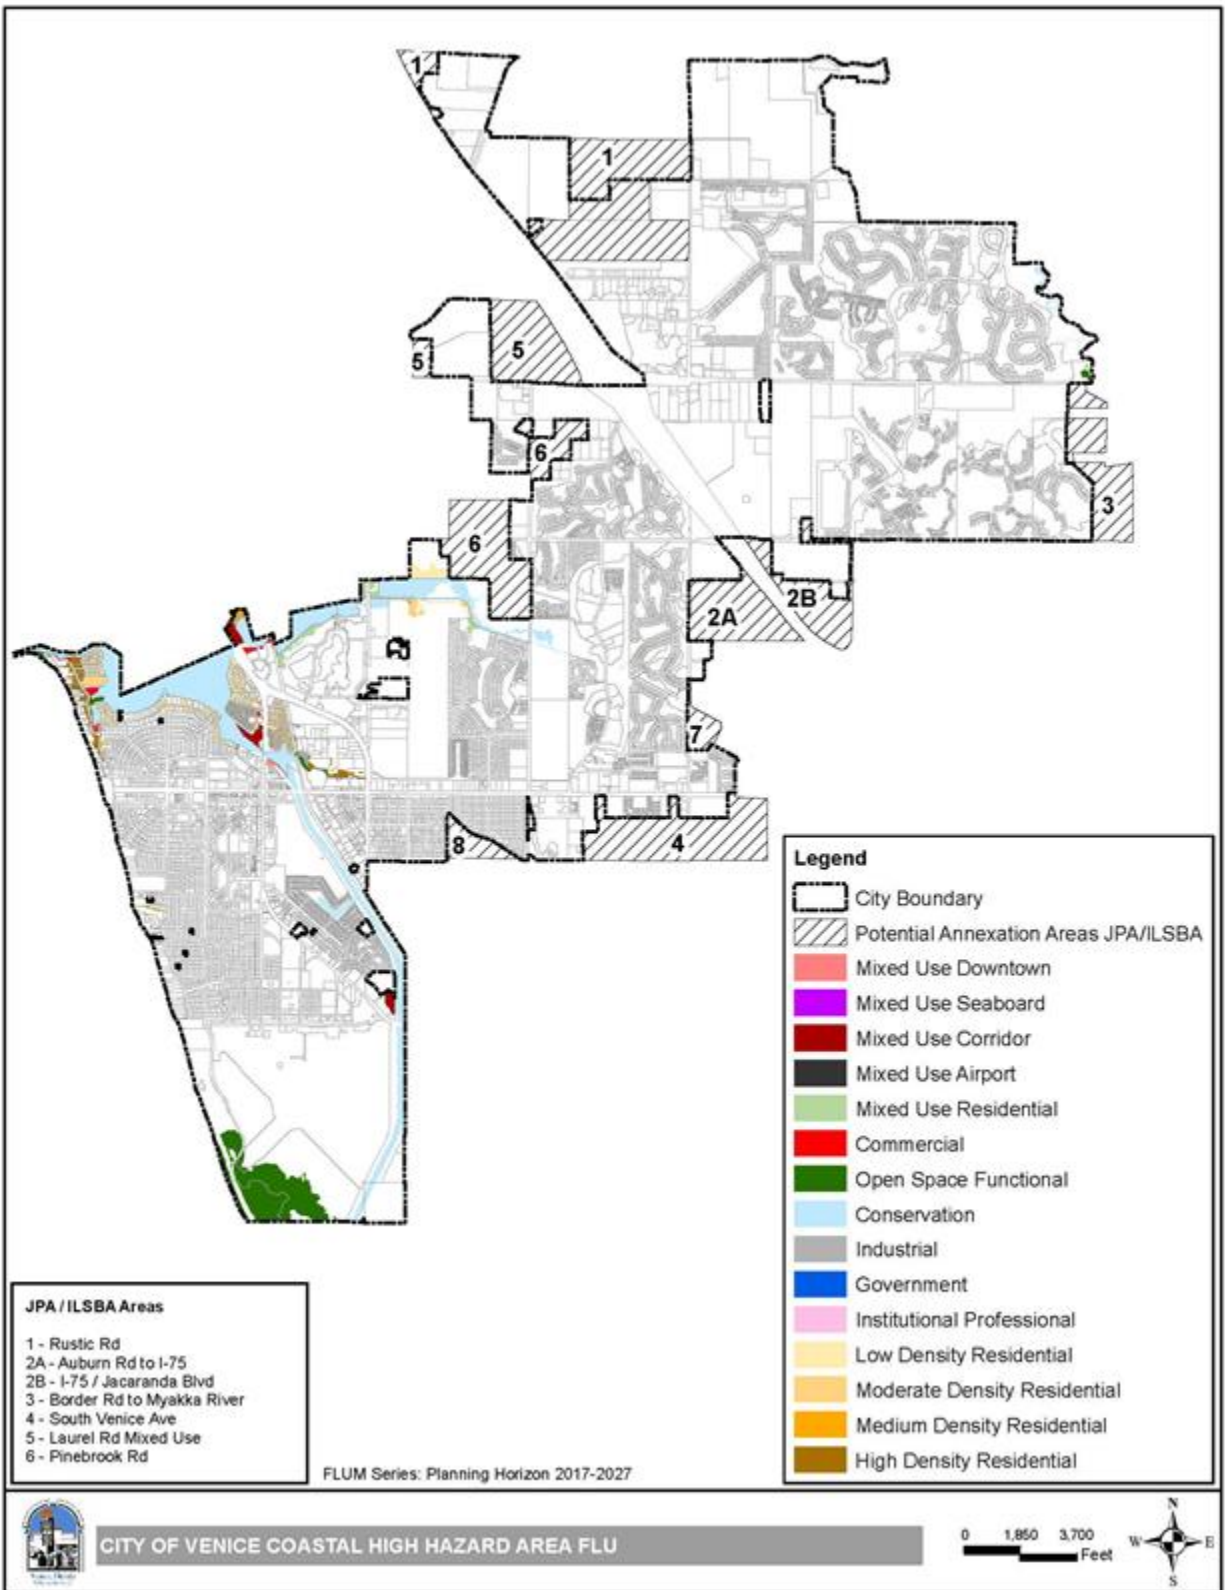 1
1
5
5
6
6
3
2A
2B
7
8
4
Legend
City Boundary
Potential Annexation Areas JPA/ILSBA
Mixed Use Downtown
Mixed Use Seaboard
Mixed Use Corridor
Mixed Use Airport
Mixed Use Residential
Commercial
Open Space Functional
Conservation
Industrial
Government
Institutional Professional
Low Density Residential
Moderate Density Residential
Medium Density Residential
High Density Residential
JPA / ILSBA Areas
1 - Rustic Rd
2A - Auburn Rd to I-75
2B - I-75 / Jacaranda Blvd
3 - Border Rd to Myakka River
4 - South Venice Ave
5 - Laurel Rd Mixed Use
6 - Pinebrook Rd
FLUM Series: Planning Horizon 2017-2027
CITY OF VENICE COASTAL HIGH HAZARD AREA FLU
0 1,850 3,700
Feet
N
W E
S